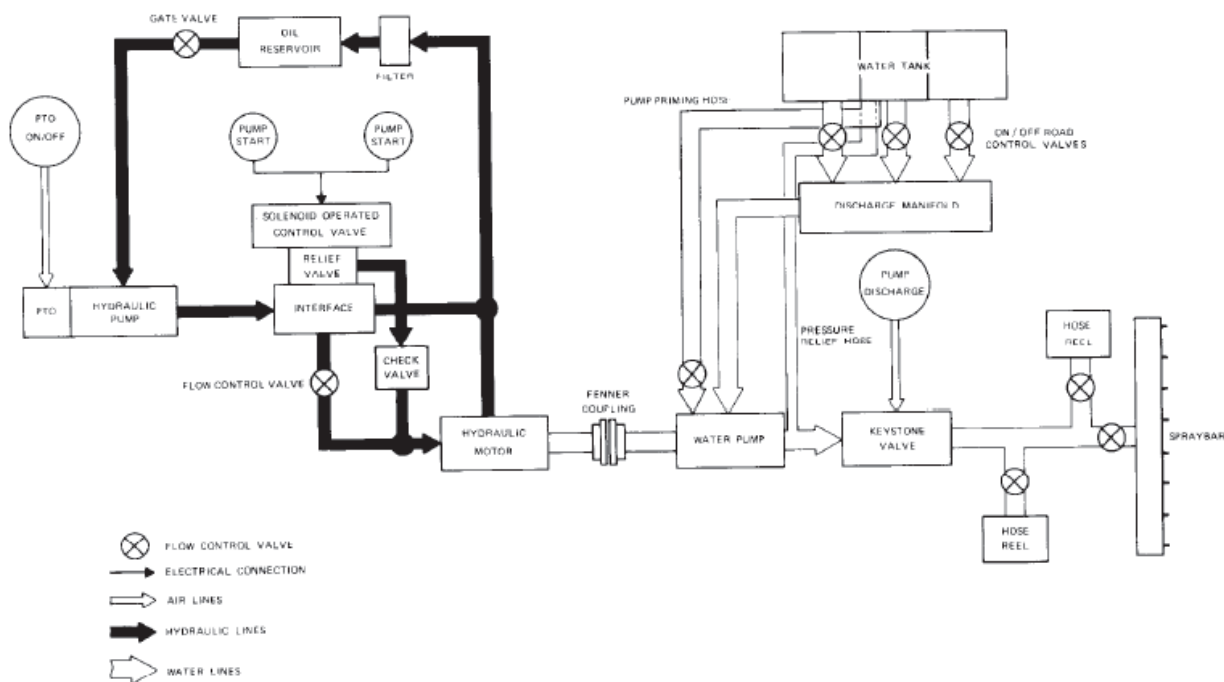 GATE VALVE
OIL
RESERVOIR
FILTER
WATER TANK
PUMP PRIMING HOSE
PTO
ON/OFF
PUMP
START
PUMP
START
ON / OFF ROAD
CONTROL VALVES
SOLENOID OPERATED
CONTROL VALVE
DISCHARGE MANIFOLD
RELIEF
VALVE
PTO
HYDRAULIC
PUMP
INTERFACE
PUMP
DISCHARGE
PRESSURE
RELIEF HOSE
HOSE
REEL
CHECK
VALVE
FLOW CONTROL VALVE
FENNER
COUPLING
HYDRAULIC
MOTOR
WATER PUMP
KEYSTONE
VALVE
SPRAYBAR
HOSE
REEL
FLOW CONTROL VALVE
ELECTRICAL CONNECTION
AIR LINES
HYDRAULIC LINES
WATER LINES